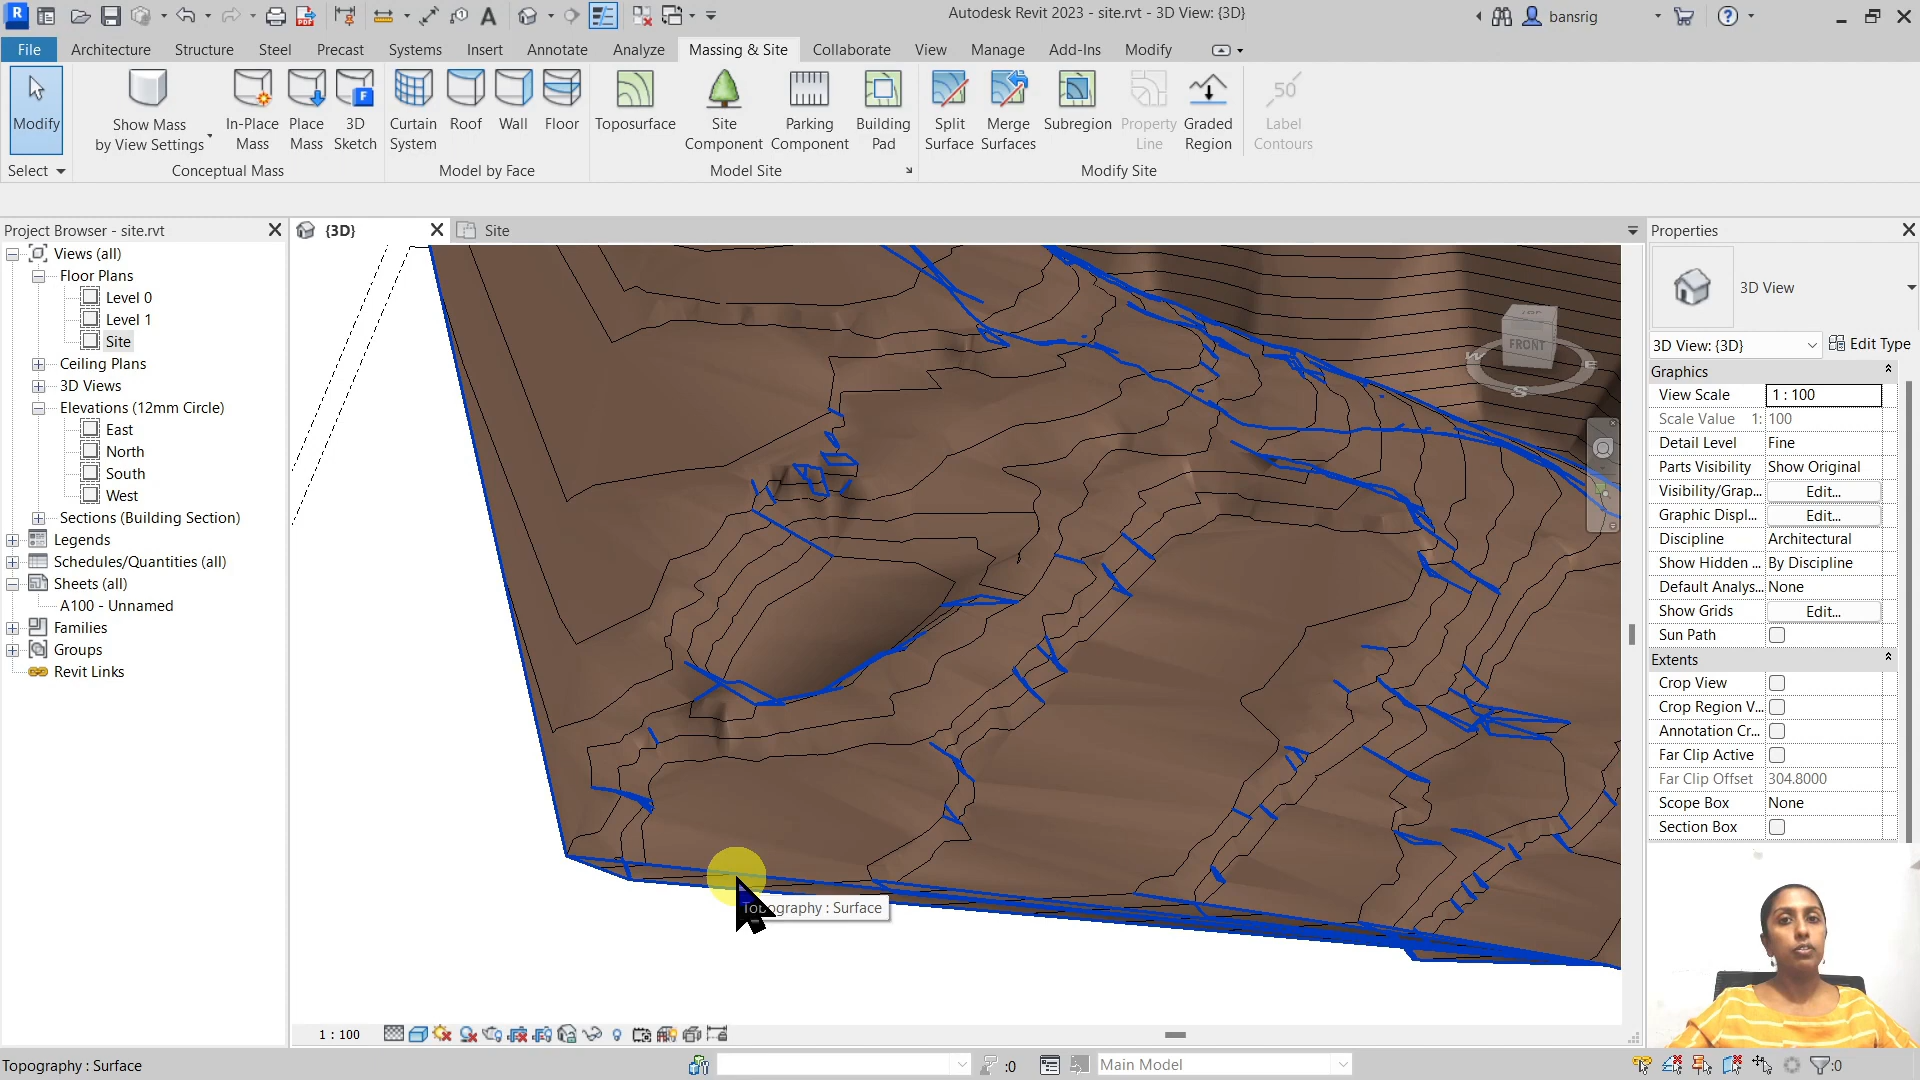 Autodesk Revit 2023 - site.rvt - 3D View: {3D}
bansrig
File Architecture Structure Steel Precast Systems Insert Annotate Analyze Massing & Site Collaborate View Manage Add-Ins Modify
Modify
Show Mass
by View Settings
In-Place
Mass
Place
Mass
3D
Sketch
Curtain
System
Roof
Wall
Floor
Toposurface
Site
Component
Parking
Component
Building
Pad
Split
Surface
Merge
Surfaces
Subregion
Property
Line
Graded
Region
50
Label
Contours
Select
Conceptual Mass
Model by Face
Model Site
Modify Site
Project Browser - site.rvt
Views (all)
Floor Plans
Level 0
Level 1
Site
Ceiling Plans
3D Views
Elevations (12mm Circle)
East
North
South
West
Sections (Building Section)
Legends
Schedules/Quantities (all)
Sheets (all)
A100 - Unnamed
Families
Groups
Revit Links
{3D}
Site
FRONT
W
E
S
Topography : Surface
1 : 100
Properties
3D View
3D View: {3D}
Edit Type
Graphics
View Scale 1 : 100
Scale Value 1: 100
Detail Level Fine
Parts Visibility Show Original
Visibility/Grap... Edit...
Graphic Displ... Edit...
Discipline Architectural
Show Hidden ... By Discipline
Default Analys... None
Show Grids Edit...
Sun Path
Extents
Crop View
Crop Region V...
Annotation Cr...
Far Clip Active
Far Clip Offset 304.8000
Scope Box None
Section Box
Topography : Surface
:0
Main Model
:0